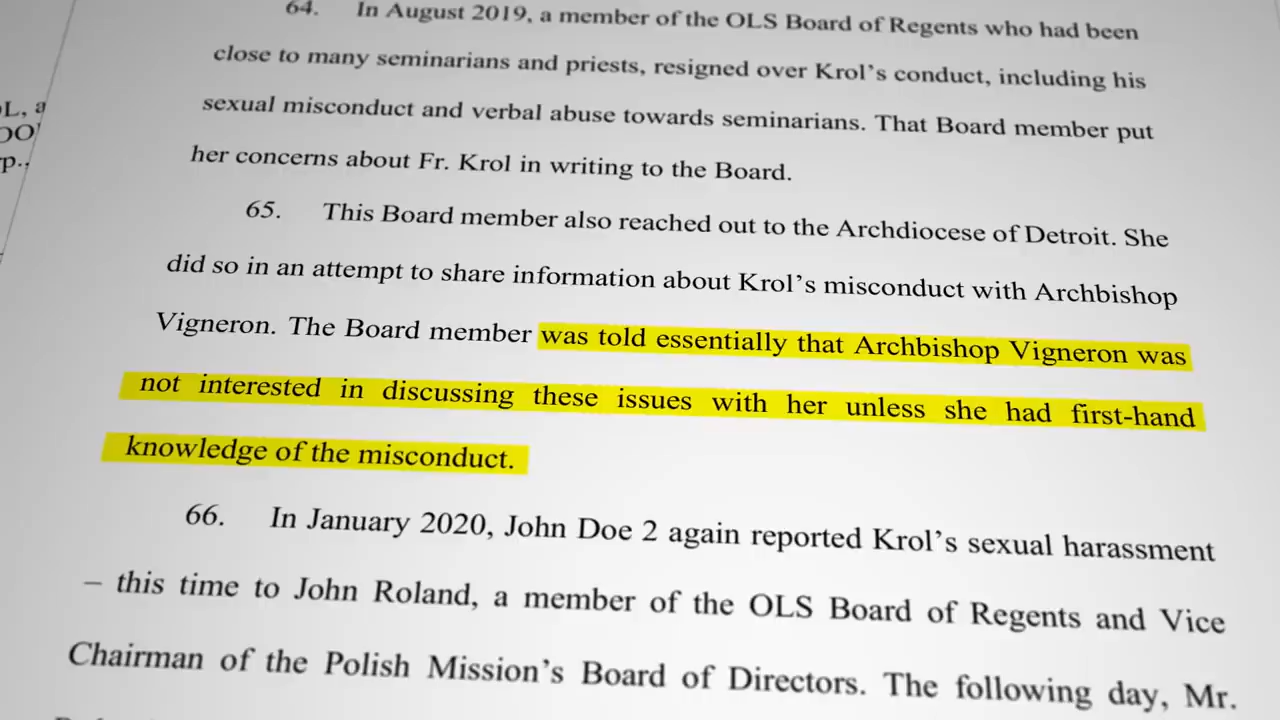 64. In August 2019, a member of the OLS Board of Regents who had been
close to many seminarians and priests, resigned over Krol's conduct, including his
sexual misconduct and verbal abuse towards seminarians. That Board member put
her concerns about Fr. Krol in writing to the Board.
65. This Board member also reached out to the Archdiocese of Detroit. She
did so in an attempt to share information about Krol's misconduct with Archbishop
Vigneron. The Board member was told essentially that Archbishop Vigneron was
not interested in discussing these issues with her unless she had first-hand
knowledge of the misconduct.
66. In January 2020, John Doe 2 again reported Krol's sexual harassment
– this time to John Roland, a member of the OLS Board of Regents and Vice
Chairman of the Polish Mission's Board of Directors. The following day, Mr.